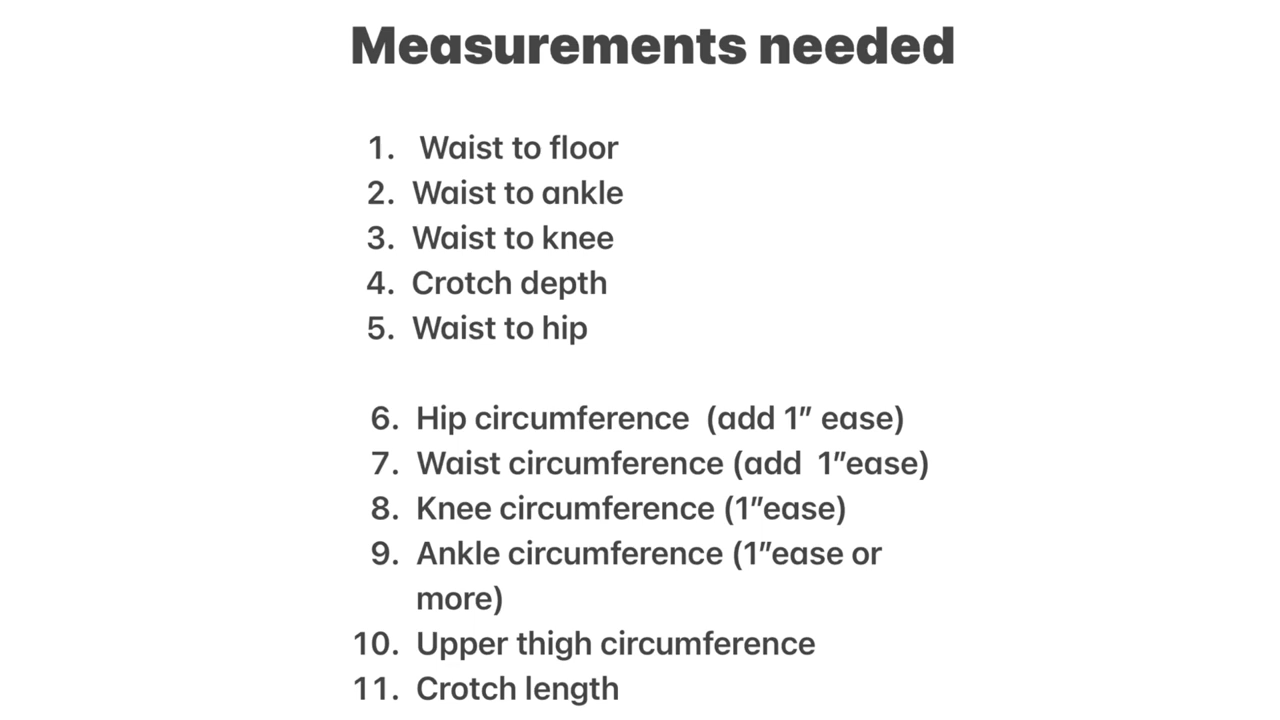 Measurements needed
1. Waist to floor
2. Waist to ankle
3. Waist to knee
4. Crotch depth
5. Waist to hip
6. Hip circumference (add 1” ease)
7. Waist circumference (add 1”ease)
8. Knee circumference (1”ease)
9. Ankle circumference (1”ease or
more)
10. Upper thigh circumference
11. Crotch length